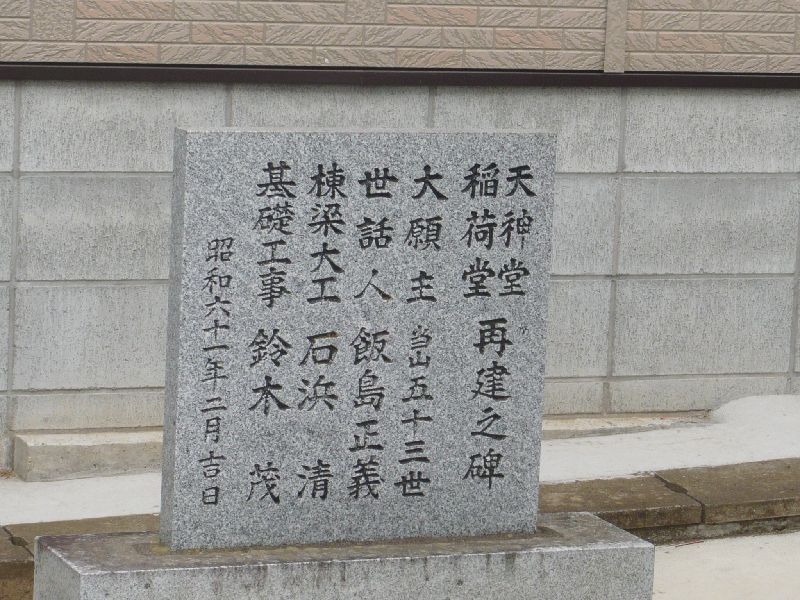 天神堂
稲荷堂 再建之碑
大願主 当山五十三世
世話人 飯島正義
棟梁大工 石浜 清
基礎工事 鈴木 茂
昭和六十一年二月吉日